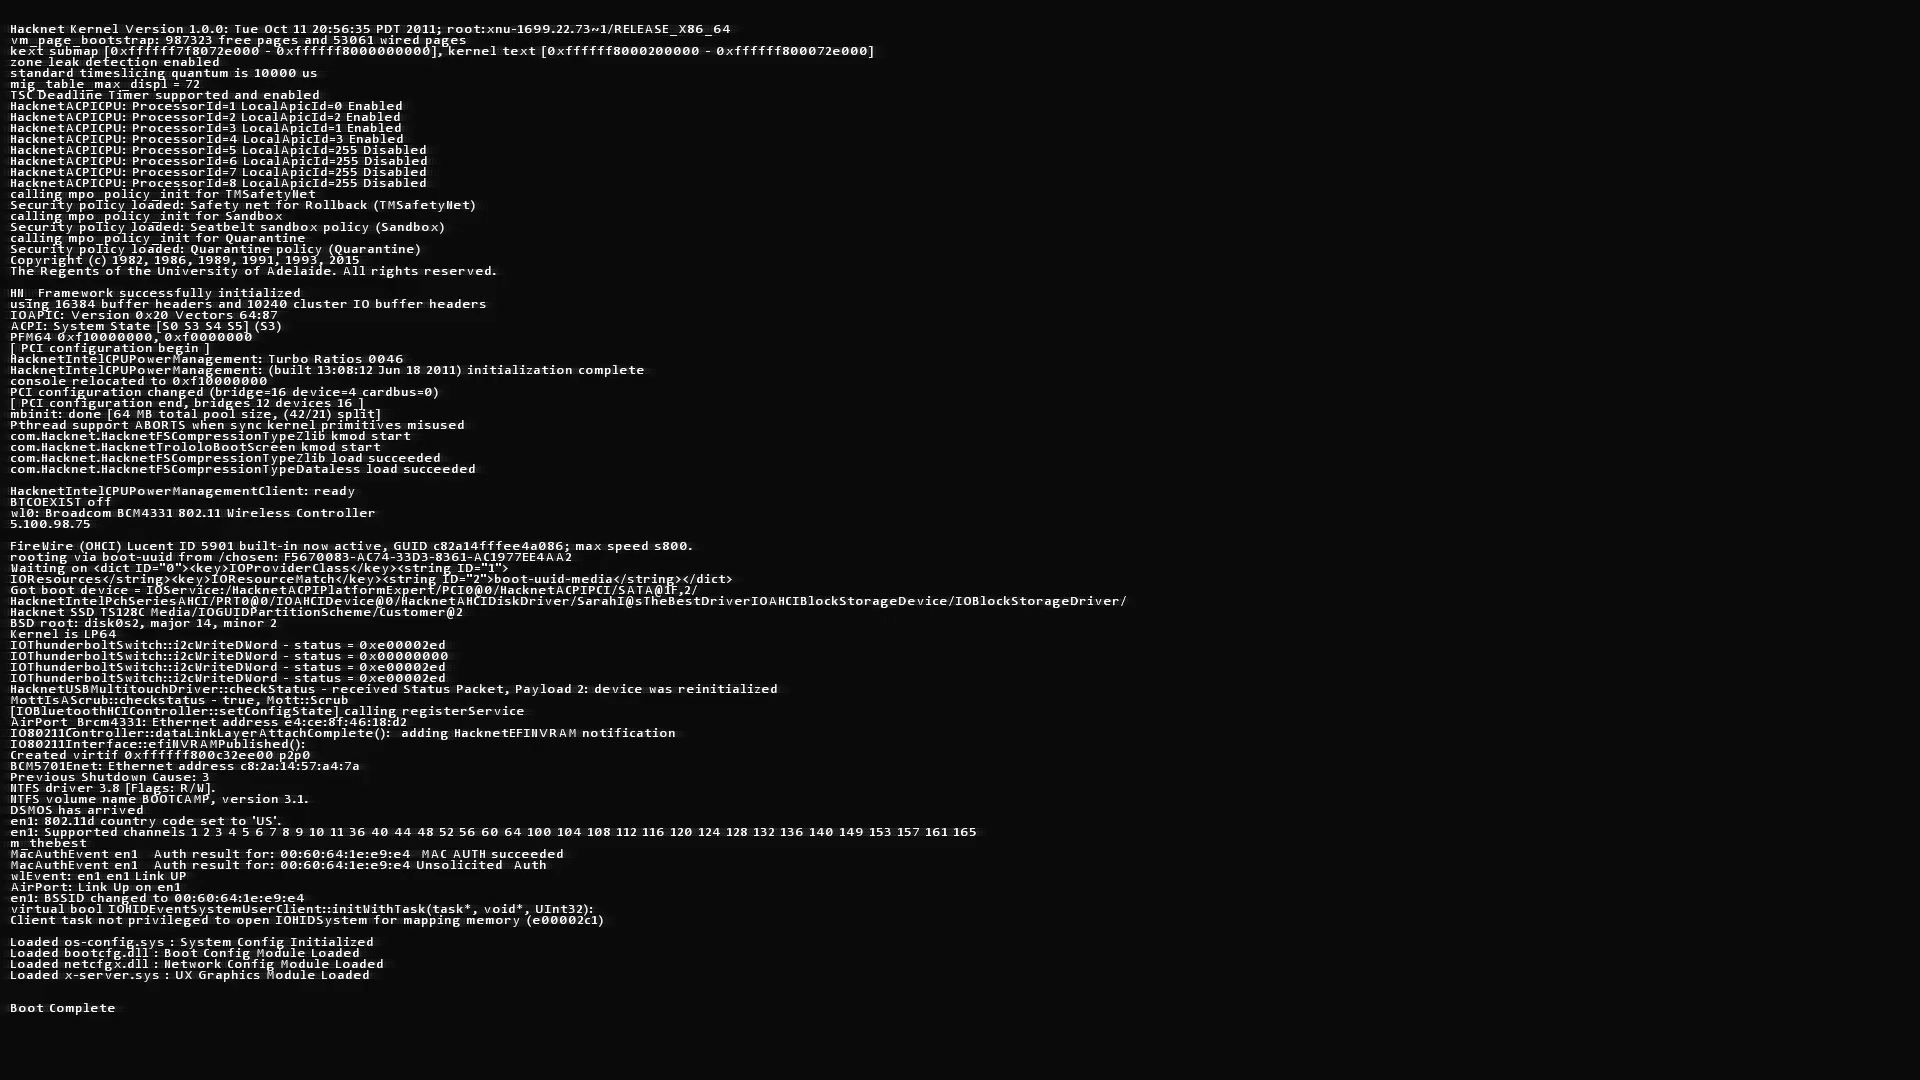 Hacknet Kernel Version 1.0.0: Tue Oct 11 20:56:35 PDT 2011; root:xnu-1699.22.73~1/RELEASE_X86_64
vm_page_bootstrap: 987323 free pages and 53061 wired pages
kext submap [0xffffff7f8072e000 - 0xffffff8000000000], kernel text [0xffffff8000200000 - 0xffffff800072e000]
zone leak detection enabled
standard timeslicing quantum is 10000 us
mig_table_max_displ = 72
TSC Deadline Timer supported and enabled
HacknetACPICPU: ProcessorId=1 LocalApicId=0 Enabled
HacknetACPICPU: ProcessorId=2 LocalApicId=2 Enabled
HacknetACPICPU: ProcessorId=3 LocalApicId=1 Enabled
HacknetACPICPU: ProcessorId=4 LocalApicId=3 Enabled
HacknetACPICPU: ProcessorId=5 LocalApicId=255 Disabled
HacknetACPICPU: ProcessorId=6 LocalApicId=255 Disabled
HacknetACPICPU: ProcessorId=7 LocalApicId=255 Disabled
HacknetACPICPU: ProcessorId=8 LocalApicId=255 Disabled
calling mpo_policy_init for TMSafetyNet
Security policy loaded: Safety net for Rollback (TMSafetyNet)
calling mpo_policy_init for Sandbox
Security policy loaded: Seatbelt sandbox policy (Sandbox)
calling mpo_policy_init for Quarantine
Security policy loaded: Quarantine policy (Quarantine)
Copyright (c) 1982, 1986, 1989, 1991, 1993, 2015
The Regents of the University of Adelaide. All rights reserved.
HN_ Framework successfully initialized
using 16384 buffer headers and 10240 cluster IO buffer headers
IOAPIC: Version 0x20 Vectors 64:87
ACPI: System State [S0 S3 S4 S5] (S3)
PFM64 0xf10000000, 0xf0000000
[ PCI configuration begin ]
HacknetIntelCPUPowerManagement: Turbo Ratios 0046
HacknetIntelCPUPowerManagement: (built 13:08:12 Jun 18 2011) initialization complete
console relocated to 0xf10000000
PCI configuration changed (bridge=16 device=4 cardbus=0)
[ PCI configuration end, bridges 12 devices 16 ]
mbinit: done [64 MB total pool size, (42/21) split]
Pthread support ABORTS when sync kernel primitives misused
com.Hacknet.HacknetFSCompressionTypeZlib kmod start
com.Hacknet.HacknetTrololoBootScreen kmod start
com.Hacknet.HacknetFSCompressionTypeZlib load succeeded
com.Hacknet.HacknetFSCompressionTypeDataless load succeeded
HacknetIntelCPUPowerManagementClient: ready
BTCOEXIST off
wl0: Broadcom BCM4331 802.11 Wireless Controller
5.100.98.75
FireWire (OHCI) Lucent ID 5901 built-in now active, GUID c82a14fffee4a086; max speed s800.
rooting via boot-uuid from /chosen: F5670083-AC74-33D3-8361-AC1977EE4AA2
Waiting on <dict ID="0"><key>IOProviderClass</key><string ID="1">
IOResources</string><key>IOResourceMatch</key><string ID="2">boot-uuid-media</string></dict>
Got boot device = IOService:/HacknetACPIPlatformExpert/PCI0@0/HacknetACPIPCI/SATA@1F,2/
HacknetIntelPchSeriesAHCI/PRT0@0/IOAHCIDevice@0/HacknetAHCIDiskDriver/SarahI@sTheBestDriverIOAHCIBlockStorageDevice/IOBlockStorageDriver/
Hacknet SSD TS128C Media/IOGUIDPartitionScheme/Customer@2
BSD root: disk0s2, major 14, minor 2
Kernel is LP64
IOThunderboltSwitch::i2cWriteDWord - status = 0xe00002ed
IOThunderboltSwitch::i2cWriteDWord - status = 0x00000000
IOThunderboltSwitch::i2cWriteDWord - status = 0xe00002ed
IOThunderboltSwitch::i2cWriteDWord - status = 0xe00002ed
HacknetUSBMultitouchDriver::checkStatus - received Status Packet, Payload 2: device was reinitialized
MottIsAScrub::checkstatus - true, Mott::Scrub
[IOBluetoothHCIController::setConfigState] calling registerService
AirPort_Brcm4331: Ethernet address e4:ce:8f:46:18:d2
IO80211Controller::dataLinkLayerAttachComplete():  adding HacknetEFINVRAM notification
IO80211Interface::efiNVRAMPublished():
Created virtif 0xffffff800c32ee00 p2p0
BCM5701Enet: Ethernet address c8:2a:14:57:a4:7a
Previous Shutdown Cause: 3
NTFS driver 3.8 [Flags: R/W].
NTFS volume name BOOTCAMP, version 3.1.
DSMOS has arrived
en1: 802.11d country code set to 'US'.
en1: Supported channels 1 2 3 4 5 6 7 8 9 10 11 36 40 44 48 52 56 60 64 100 104 108 112 116 120 124 128 132 136 140 149 153 157 161 165
m_thebest
MacAuthEvent en1   Auth result for: 00:60:64:1e:e9:e4  MAC AUTH succeeded
MacAuthEvent en1   Auth result for: 00:60:64:1e:e9:e4 Unsolicited  Auth
wlEvent: en1 en1 Link UP
AirPort: Link Up on en1
en1: BSSID changed to 00:60:64:1e:e9:e4
virtual bool IOHIDEventSystemUserClient::initWithTask(task*, void*, UInt32):
Client task not privileged to open IOHIDSystem for mapping memory (e00002c1)
Loaded os-config.sys : System Config Initialized
Loaded bootcfg.dll : Boot Config Module Loaded
Loaded netcfgx.dll : Network Config Module Loaded
Loaded x-server.sys : UX Graphics Module Loaded
Boot Complete